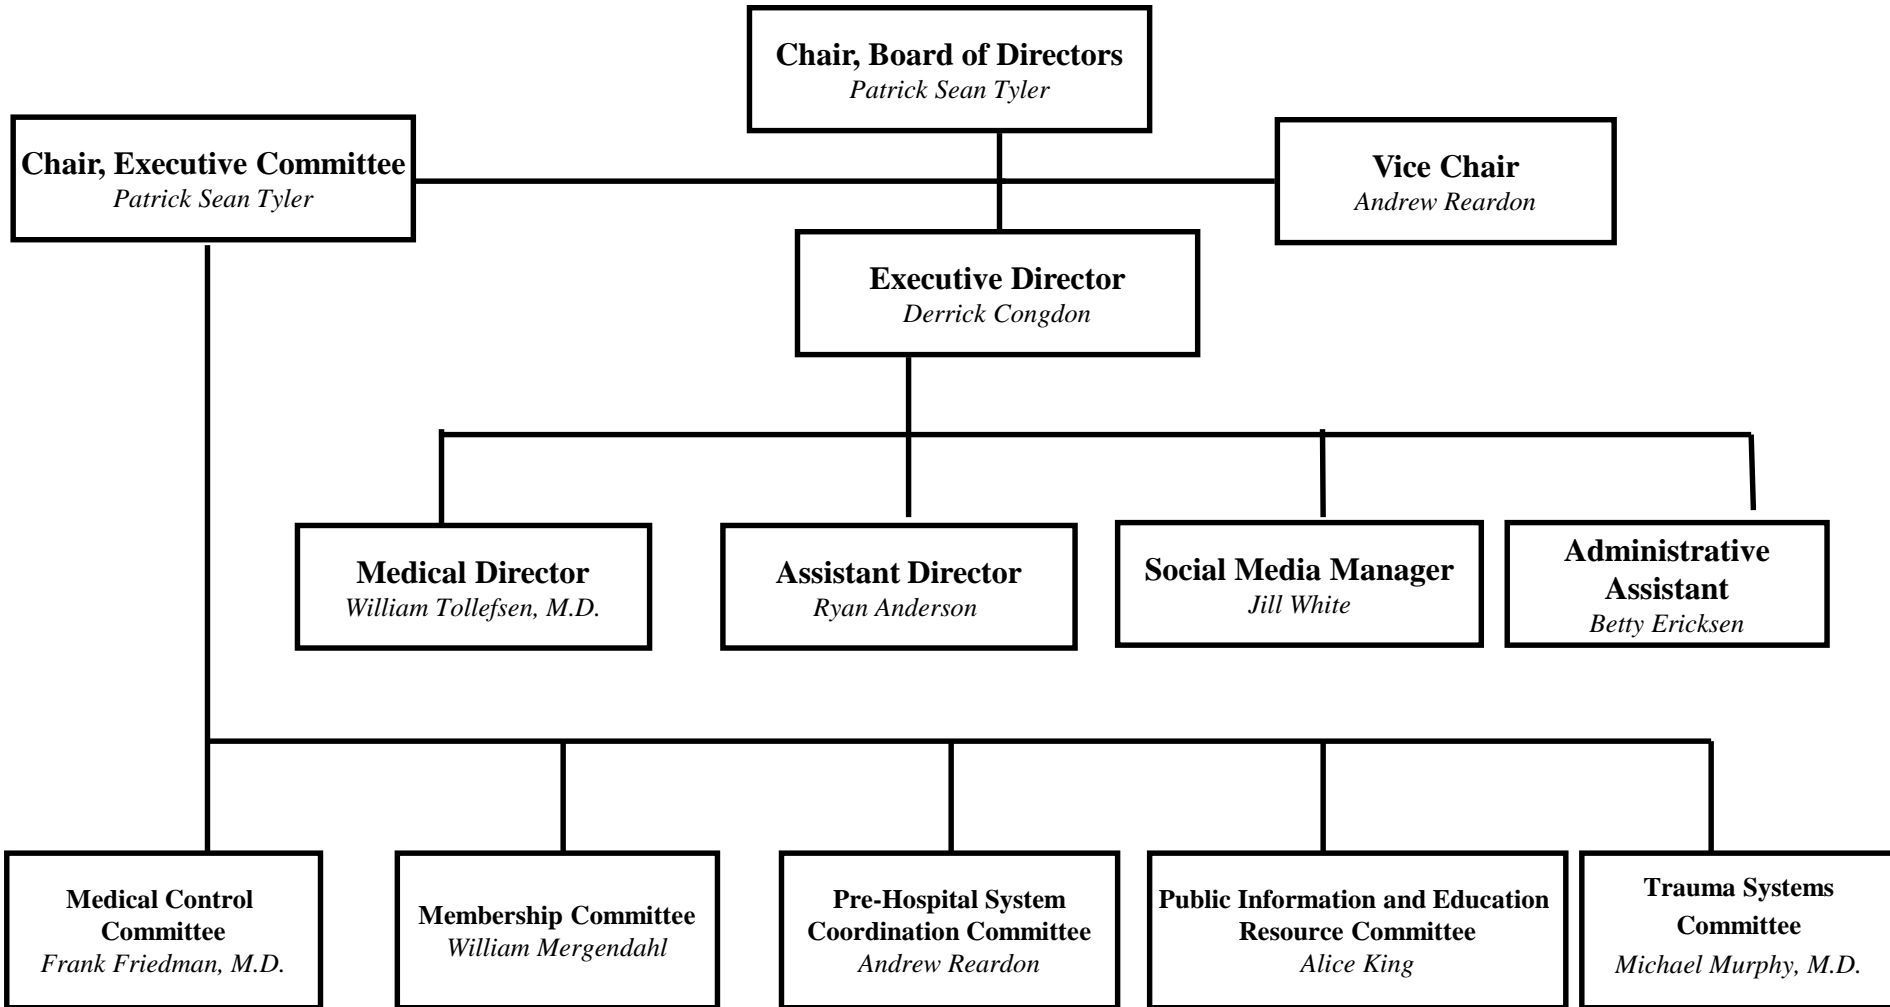 Chair, Board of Directors
Patrick Sean Tyler
Chair, Executive Committee
Patrick Sean Tyler
Vice Chair
Andrew Reardon
Executive Director
Derrick Congdon
Medical Director
William Tollefsen, M.D.
Assistant Director
Ryan Anderson
Social Media Manager
Jill White
Administrative
Assistant
Betty Ericksen
Medical Control
Committee
Frank Friedman, M.D.
Membership Committee
William Mergendahl
Pre-Hospital System
Coordination Committee
Andrew Reardon
Public Information and Education
Resource Committee
Alice King
Trauma Systems
Committee
Michael Murphy, M.D.